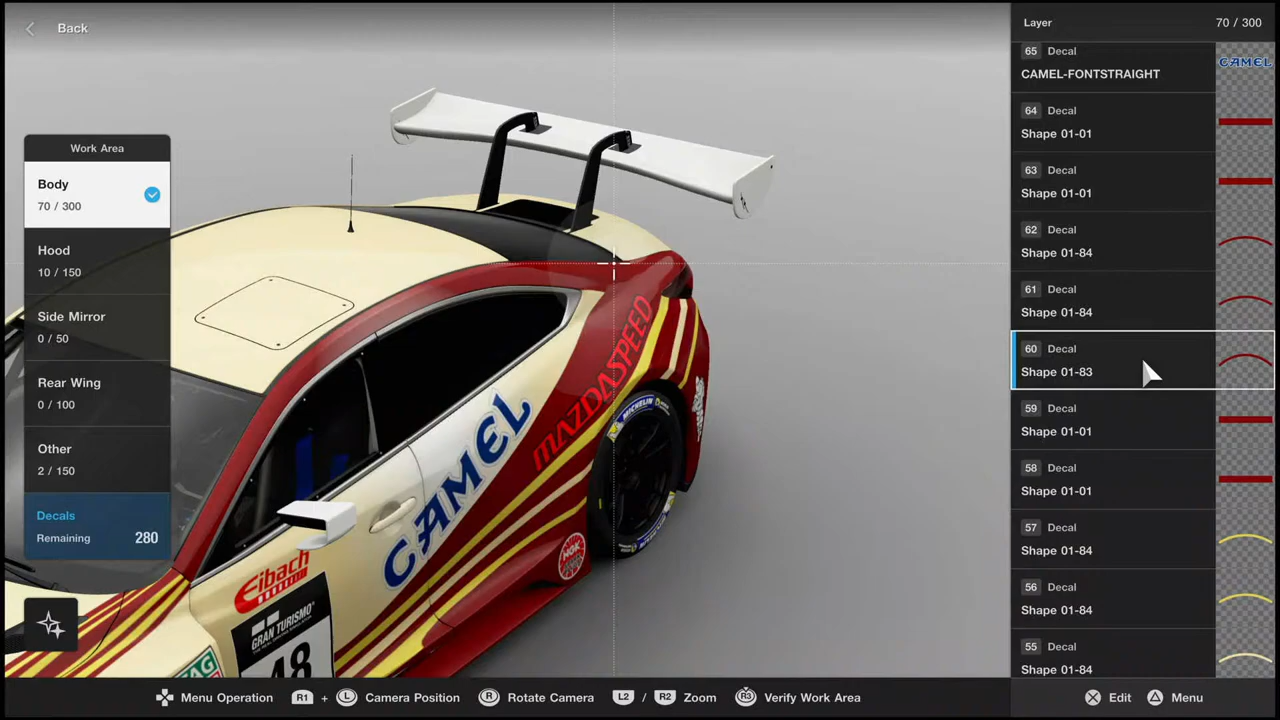 Back
Layer
70 / 300
65 Decal
CAMEL-FONTSTRAIGHT
CAMEL
64 Decal
Shape 01-01
63 Decal
Shape 01-01
62 Decal
Shape 01-84
61 Decal
Shape 01-84
60 Decal
Shape 01-83
59 Decal
Shape 01-01
58 Decal
Shape 01-01
57 Decal
Shape 01-84
56 Decal
Shape 01-84
55 Decal
Shape 01-84
Work Area
Body
70 / 300
Hood
10 / 150
Side Mirror
0 / 50
Rear Wing
0 / 100
Other
2 / 150
Decals
Remaining 280
MAZDASPEED
MICHELIN
CAMEL
NGK
Eibach
GRAN TURISMO
48
Menu Operation
R1 + L Camera Position
R Rotate Camera
L2 / R2 Zoom
R3 Verify Work Area
Edit
Menu